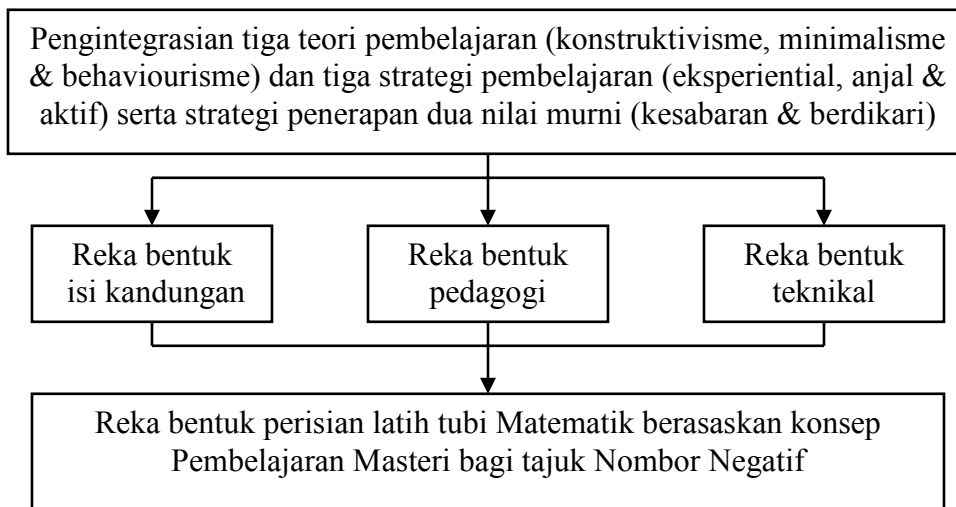 Pengintegrasian tiga teori pembelajaran (konstruktivisme, minimalisme
& behaviourisme) dan tiga strategi pembelajaran (eksperiential, anjal &
aktif) serta strategi penerapan dua nilai murni (kesabaran & berdikari)
Reka bentuk
isi kandungan
Reka bentuk
pedagogi
Reka bentuk
teknikal
Reka bentuk perisian latih tubi Matematik berasaskan konsep
Pembelajaran Masteri bagi tajuk Nombor Negatif